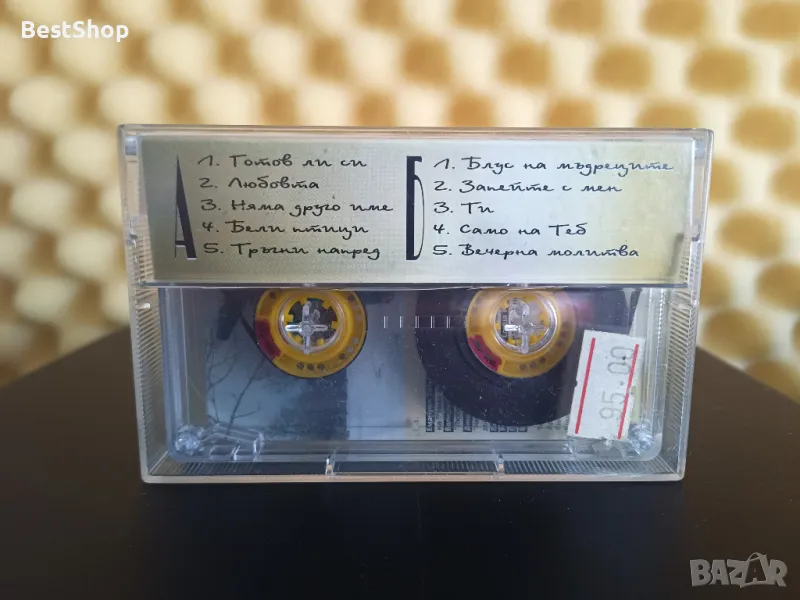 BestShop
А
1. Готов ли си
2. Любовта
3. Няма друго име
4. Бели птици
5. Тръгни напред
Б
1. Блус на мъдреците
2. Запейте с мен
3. Ти
4. Само на Теб
5. Вечерна молитва
95.00
BAZAR